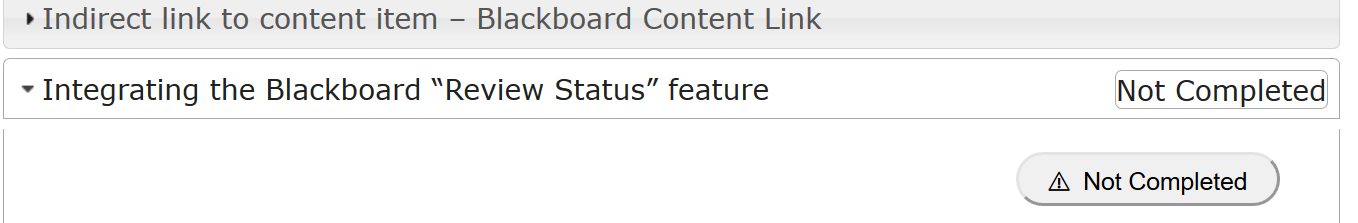 Indirect link to content item – Blackboard Content Link
Integrating the Blackboard “Review Status” feature Not Completed
Not Completed